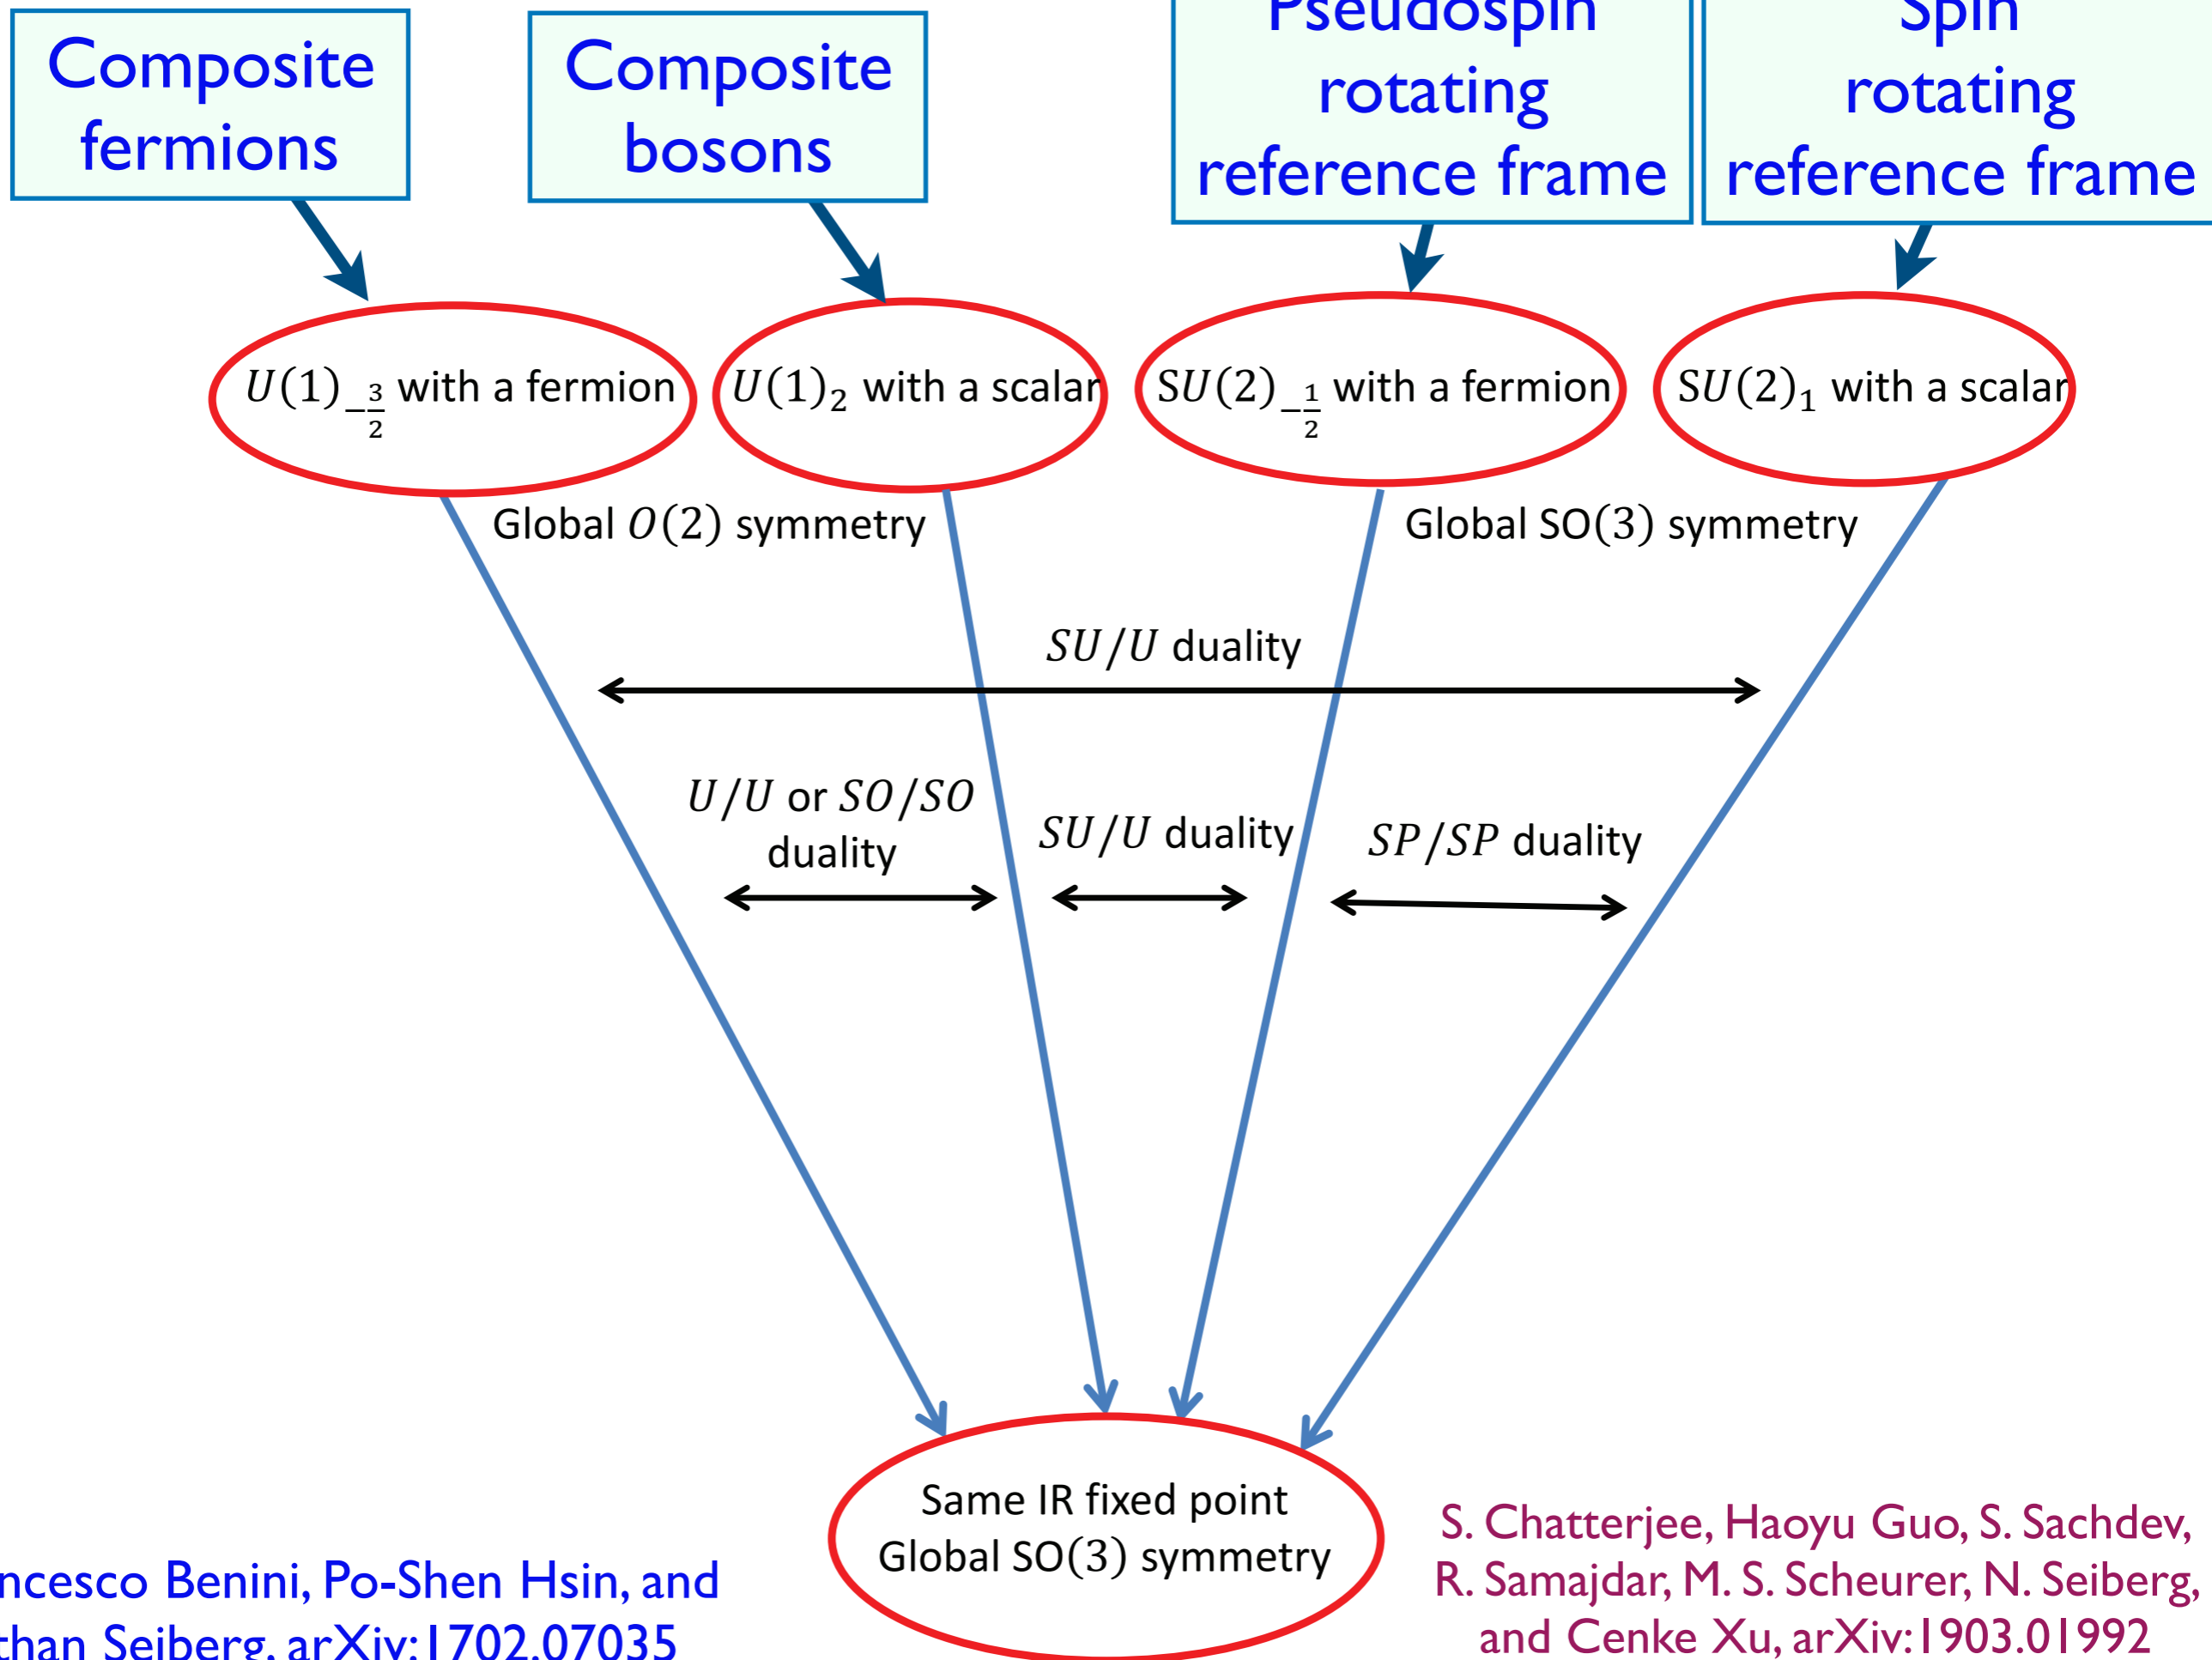 Composite
fermions
Composite
bosons
Pseudospin
rotating
reference frame
Spin
rotating
reference frame
𝑈(1)_{−3/2} with a fermion
𝑈(1)₂ with a scalar
S𝑈(2)_{−1/2} with a fermion
S𝑈(2)₁ with a scalar
Global 𝑂(2) symmetry
Global SO(3) symmetry
𝑆𝑈/𝑈 duality
𝑈/𝑈 or 𝑆𝑂/𝑆𝑂
duality
𝑆𝑈/𝑈 duality
𝑆𝑃/𝑆𝑃 duality
Same IR fixed point
Global SO(3) symmetry
ncesco Benini, Po-Shen Hsin, and
than Seiberg, arXiv:1702.07035
S. Chatterjee, Haoyu Guo, S. Sachdev,
R. Samajdar, M. S. Scheurer, N. Seiberg,
and Cenke Xu, arXiv:1903.01992